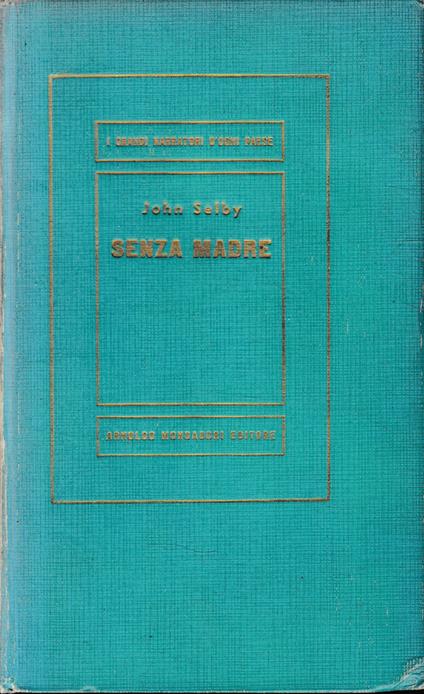 I GRANDI NARRATORI D'OGNI PAESE
John Selby
SENZA MADRE
ARNOLDO MONDADORI EDITORE